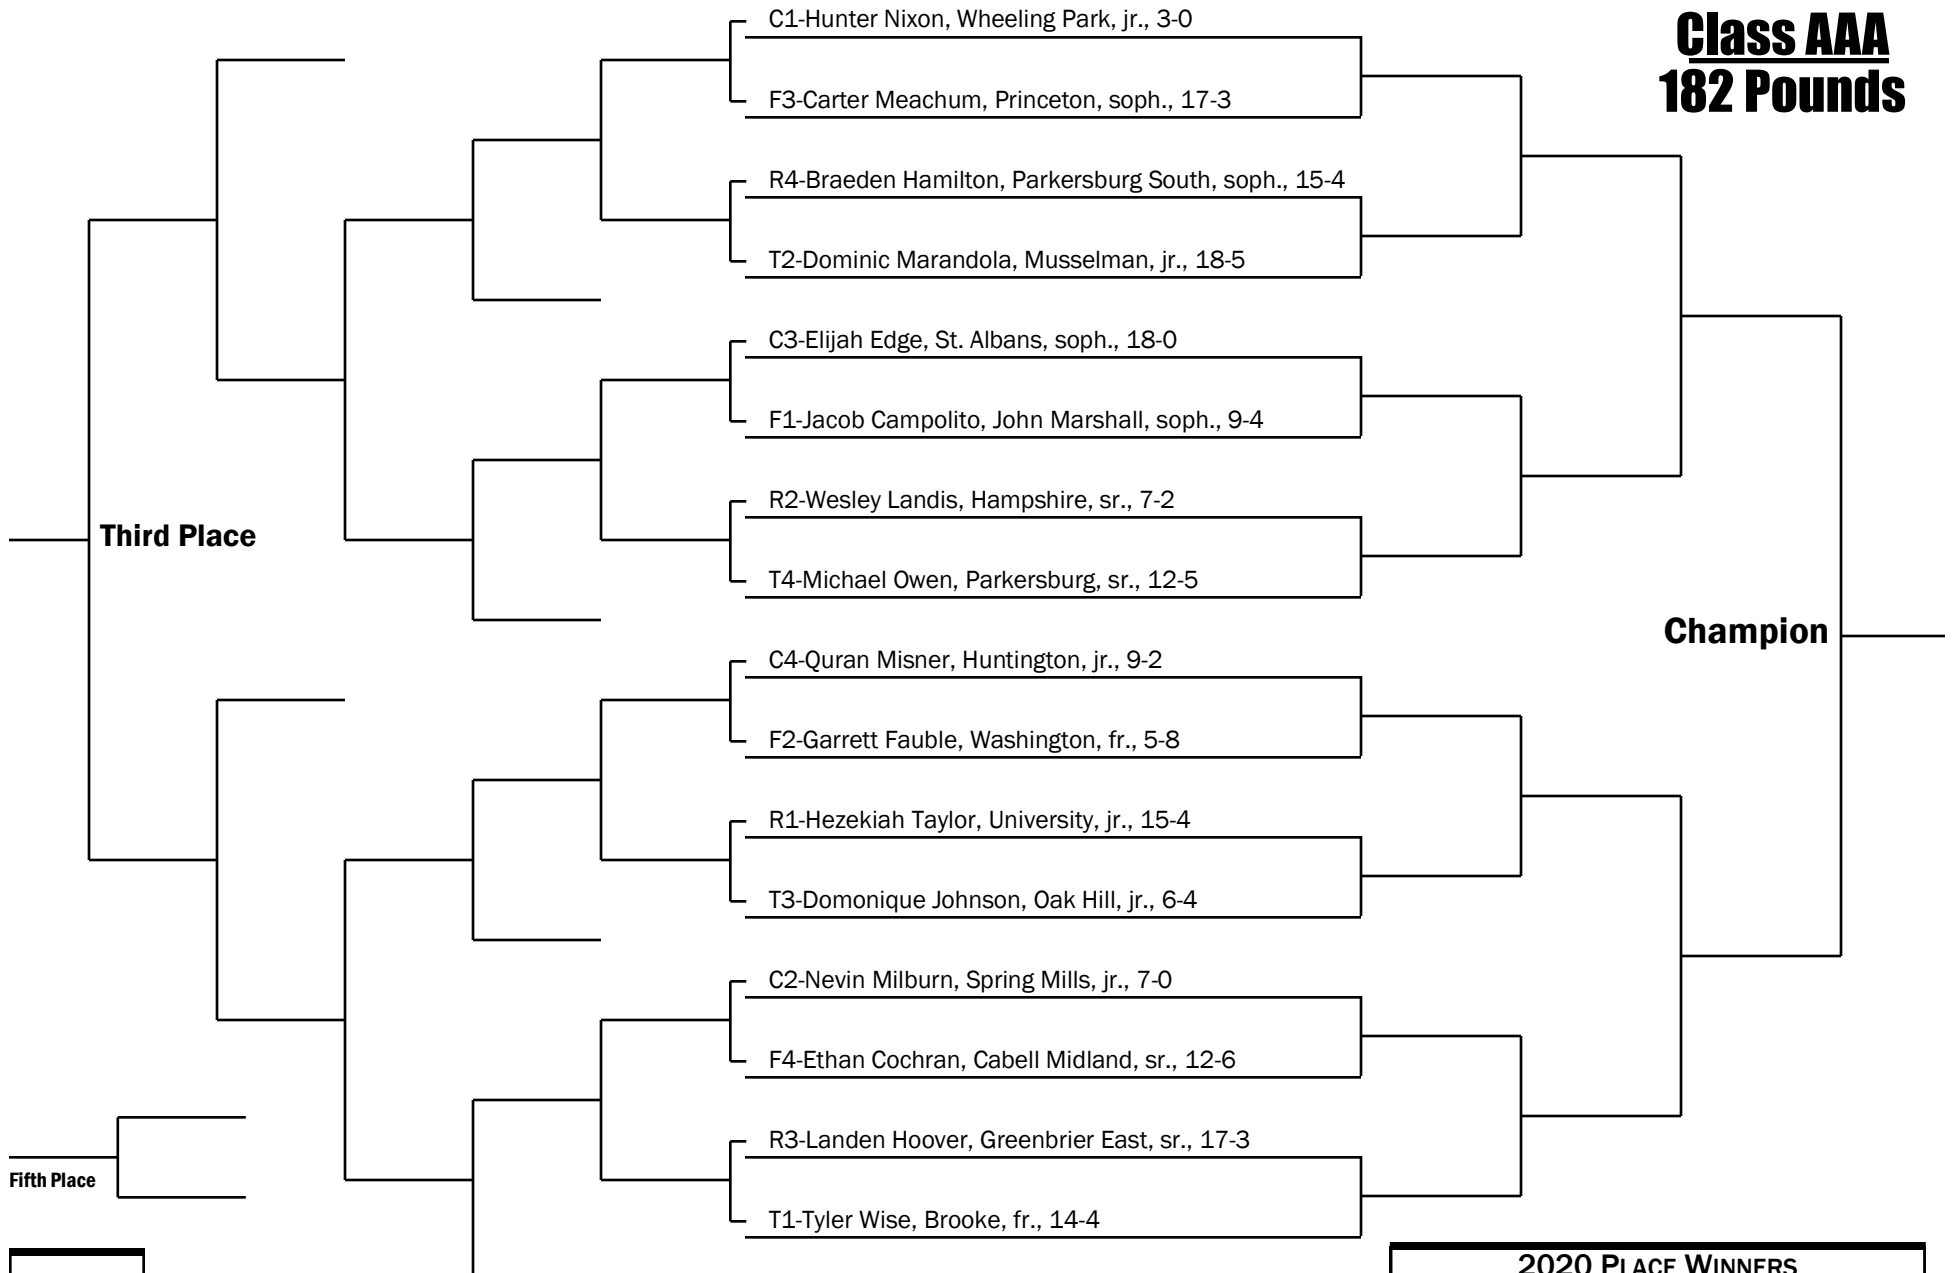 Class AAA
182 Pounds
C1-Hunter Nixon, Wheeling Park, jr., 3-0
F3-Carter Meachum, Princeton, soph., 17-3
R4-Braeden Hamilton, Parkersburg South, soph., 15-4
T2-Dominic Marandola, Musselman, jr., 18-5
C3-Elijah Edge, St. Albans, soph., 18-0
F1-Jacob Campolito, John Marshall, soph., 9-4
R2-Wesley Landis, Hampshire, sr., 7-2
Third Place
T4-Michael Owen, Parkersburg, sr., 12-5
Champion
C4-Quran Misner, Huntington, jr., 9-2
F2-Garrett Fauble, Washington, fr., 5-8
R1-Hezekiah Taylor, University, jr., 15-4
T3-Domonique Johnson, Oak Hill, jr., 6-4
C2-Nevin Milburn, Spring Mills, jr., 7-0
F4-Ethan Cochran, Cabell Midland, sr., 12-6
R3-Landen Hoover, Greenbrier East, sr., 17-3
Fifth Place
T1-Tyler Wise, Brooke, fr., 14-4
2020 PLACE WINNERS